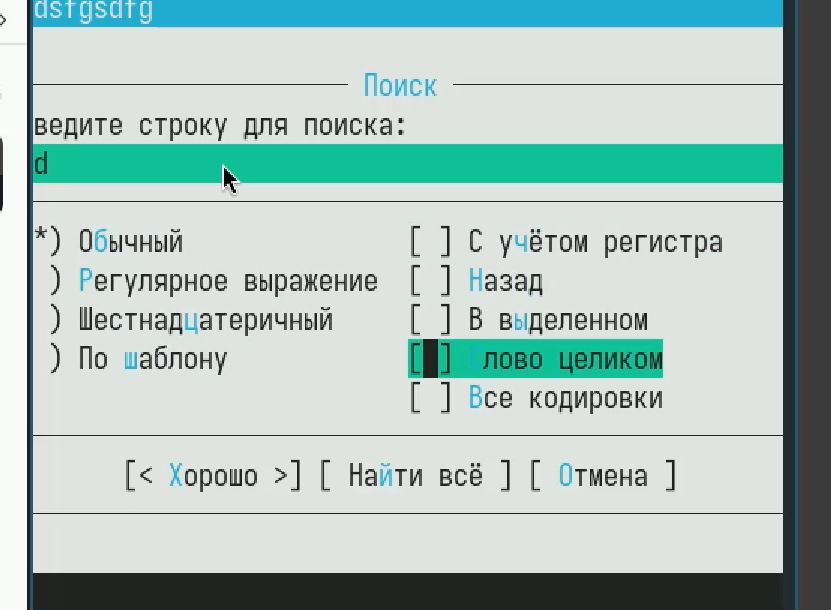 dsfgsdfg
Поиск
ведите строку для поиска:
d
*) Обычный [ ] С учётом регистра
) Регулярное выражение [ ] Назад
) Шестнадцатеричный [ ] В выделенном
) По шаблону [ ] лово целиком
[ ] Все кодировки
[< Хорошо >] [ Найти всё ] [ Отмена ]